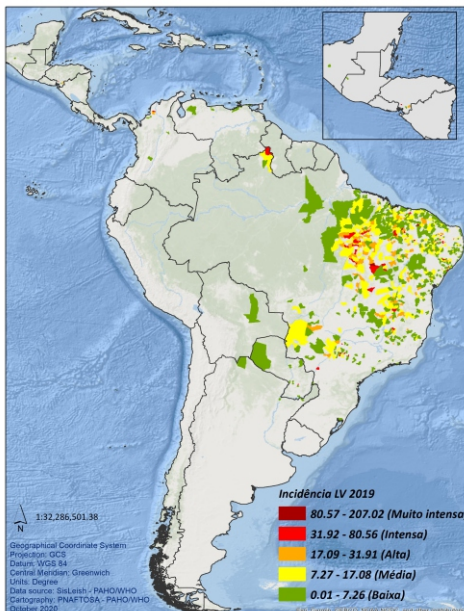 Incidência LV 2019
80.57 - 207.02 (Muito intensa
31.92 - 80.56 (Intensa)
17.09 - 31.91 (Alta)
7.27 - 17.08 (Média)
0.01 - 7.26 (Baixa)
N
1:32,286,501.38
Geographical Coordinate System
Projection: GCS
Datum: WGS 84
Central Meridian: Greenwich
Units: Degree
Data source: SisLeish - PAHO/WHO
Cartography: PNAFTOSA - PAHO/WHO
October 2020